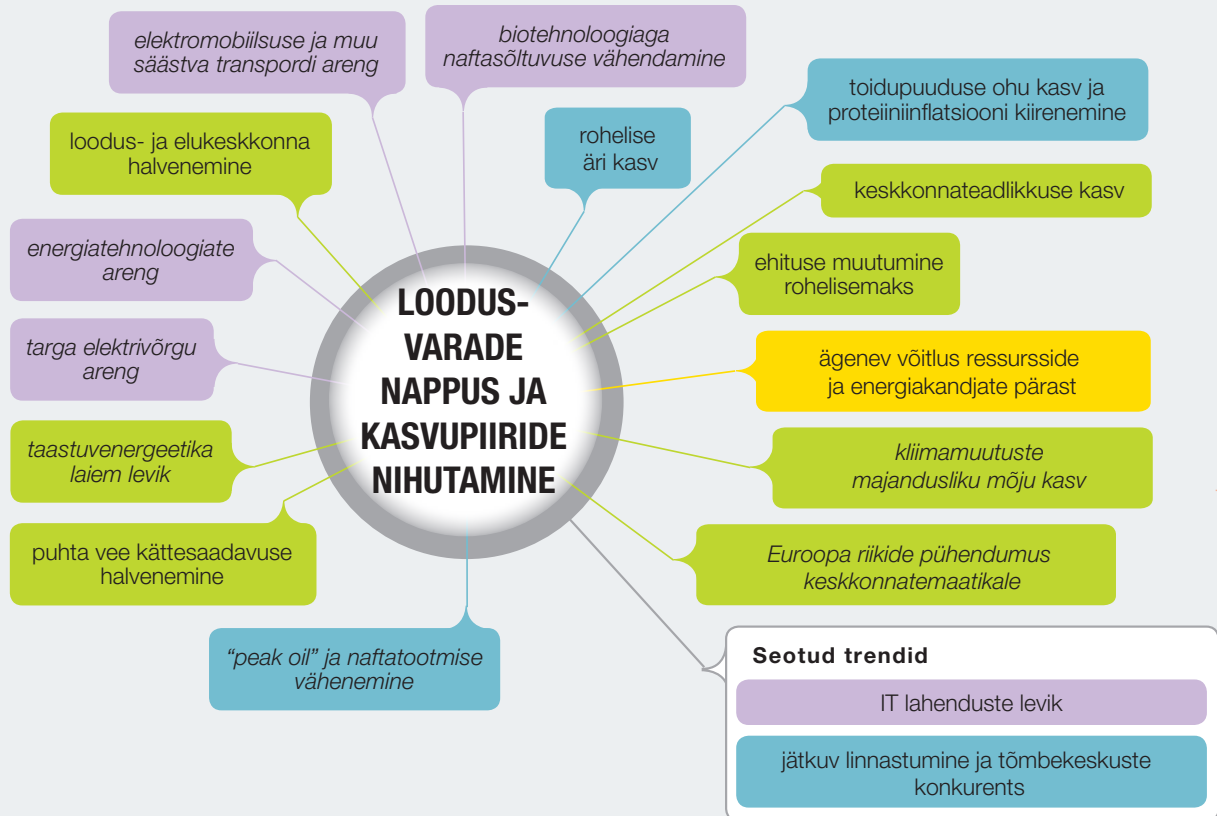 elektromobiilsuse ja muu
säästva transpordi areng
biotehnoloogiaga
naftasõltuvuse vähendamine
toidupuuduse ohu kasv ja
proteiiniinflatsiooni kiirenemine
loodus- ja elukeskkonna
halvenemine
rohelise
äri kasv
keskkonnateadlikkuse kasv
energiatehnoloogiate
areng
ehituse muutumine
rohelisemaks
LOODUS-
VARADE
NAPPUS JA
KASVUPIIRIDE
NIHUTAMINE
targa elektrivõrgu
areng
ägenev võitlus ressursside
ja energiakandjate pärast
taastuvenergeetika
laiem levik
kliimamuutuste
majandusliku mõju kasv
puhta vee kättesaadavuse
halvenemine
Euroopa riikide pühendumus
keskkonnatemaatikale
“peak oil” ja naftatootmise
vähenemine
Seotud trendid
IT lahenduste levik
jätkuv linnastumine ja tõmbekeskuste
konkurents